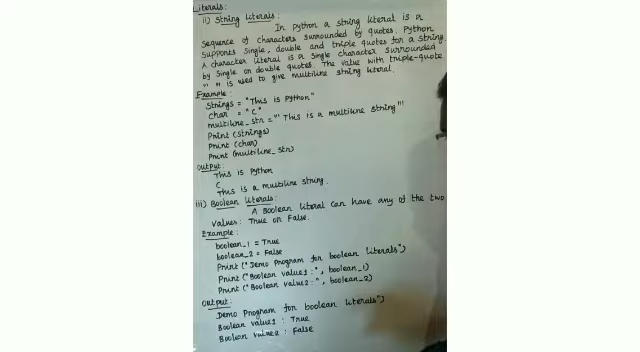 Literals:
ii) String literals:
In python a string literal is a
sequence of characters surrounded by quotes. Python
supports single, double and triple quotes for a string.
A character literal is a single character surrounded
by single or double quotes. The value with triple-quote
"' '" is used to give multiline string literal.
Example:
Strings = "This is Python"
char = "C"
multiline_str = "' This is a multiline string"'
Print (strings)
Print (char)
Print (multiline_str)
Output:
This is Python
C
This is a multiline string.
iii) Boolean literals:
A Boolean literal can have any of the two
values: True or False.
Example:
boolean_1 = True
boolean_2 = False
Print ("Demo Program for boolean literals")
Print ("Boolean value1:", boolean_1)
Print ("Boolean value2:", boolean_2)
Output:
Demo Program for boolean literals")
Boolean value1 : True
Boolean value2 : False